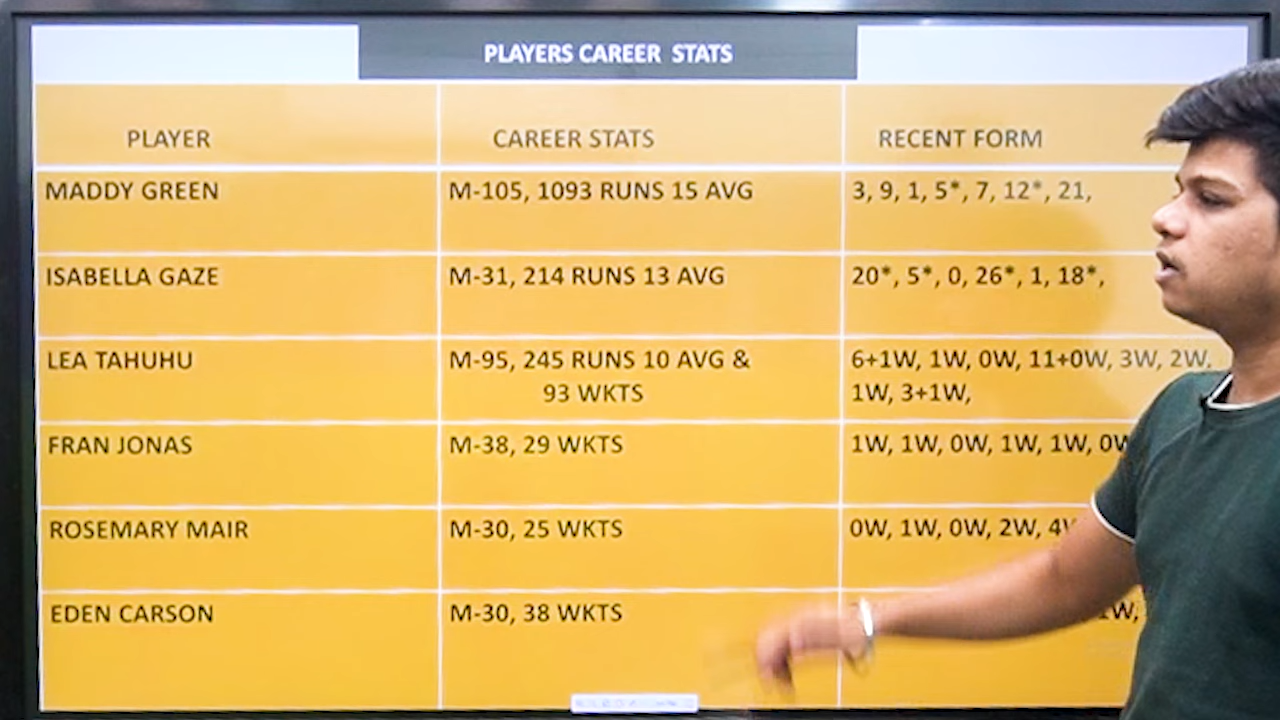 PLAYERS CAREER STATS
PLAYER CAREER STATS RECENT FORM
MADDY GREEN M-105, 1093 RUNS 15 AVG 3, 9, 1, 5*, 7, 12*, 21,
ISABELLA GAZE M-31, 214 RUNS 13 AVG 20*, 5*, 0, 26*, 1, 18*,
LEA TAHUHU M-95, 245 RUNS 10 AVG & 6+1W, 1W, 0W, 11+0W, 3W, 2W,
93 WKTS 1W, 3+1W,
FRAN JONAS M-38, 29 WKTS 1W, 1W, 0W, 1W, 1W, 0W
ROSEMARY MAIR M-30, 25 WKTS 0W, 1W, 0W, 2W,
EDEN CARSON M-30, 38 WKTS 1W,